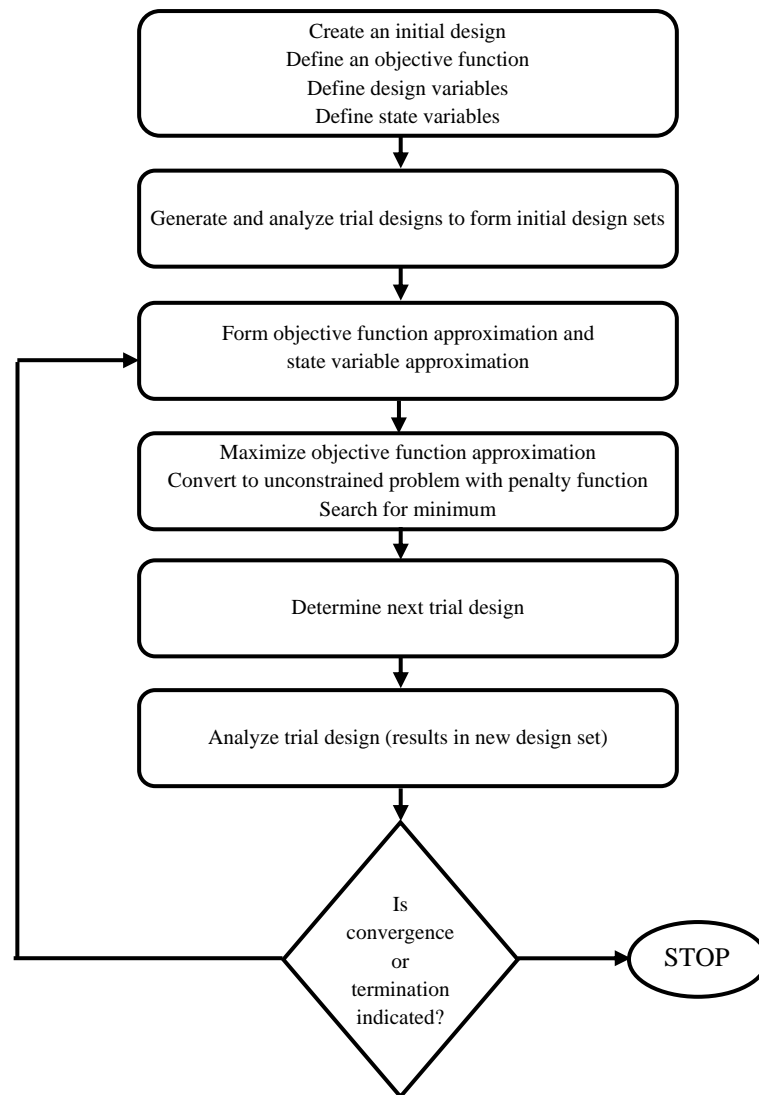 Create an initial design
Define an objective function
Define design variables
Define state variables
Generate and analyze trial designs to form initial design sets
Form objective function approximation and
state variable approximation
Maximize objective function approximation
Convert to unconstrained problem with penalty function
Search for minimum
Determine next trial design
Analyze trial design (results in new design set)
Is
convergence
or
termination
indicated?
STOP